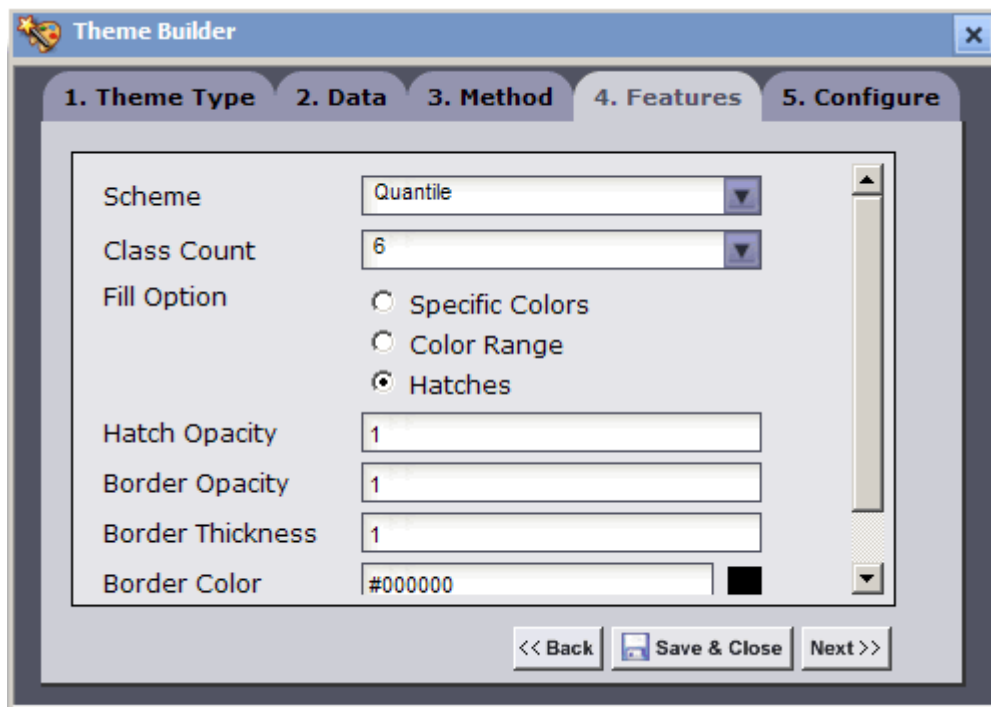 Theme Builder
1. Theme Type 2. Data 3. Method 4. Features 5. Configure
Scheme Quantile
Class Count 6
Fill Option Specific Colors
Color Range
Hatches
Hatch Opacity 1
Border Opacity 1
Border Thickness 1
Border Color #000000
<< Back Save & Close Next >>